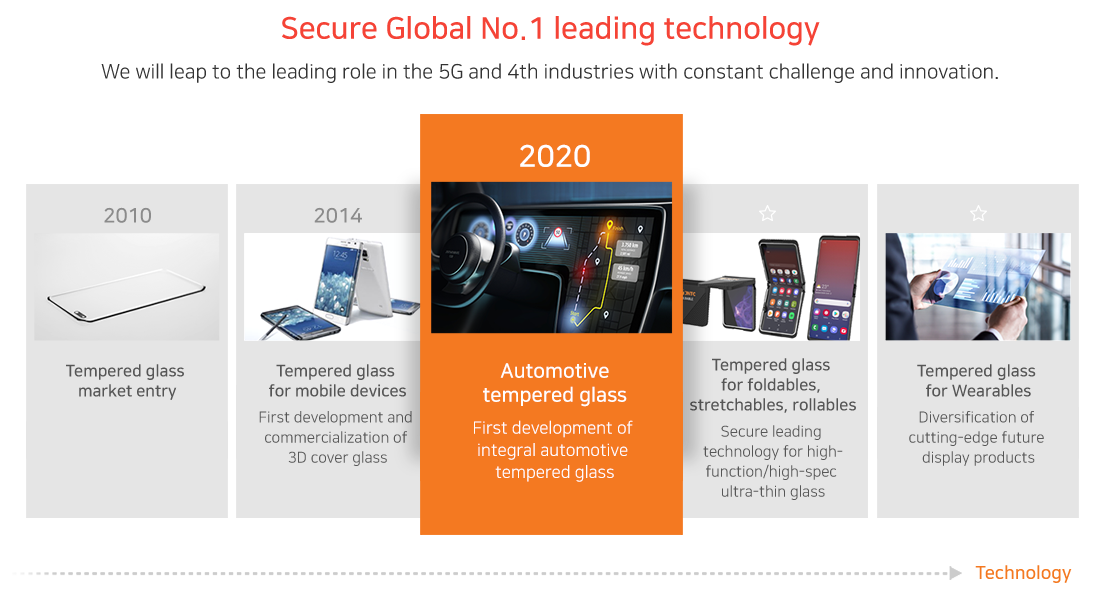 Secure Global No.1 leading technology
We will leap to the leading role in the 5G and 4th industries with constant challenge and innovation.
2010
Tempered glass
market entry
2014
Tempered glass
for mobile devices
First development and
commercialization of
3D cover glass
2020
Automotive
tempered glass
First development of
integral automotive
tempered glass
Tempered glass
for foldables,
stretchables, rollables
Secure leading
technology for high-
function/high-spec
ultra-thin glass
Tempered glass
for Wearables
Diversification of
cutting-edge future
display products
Technology